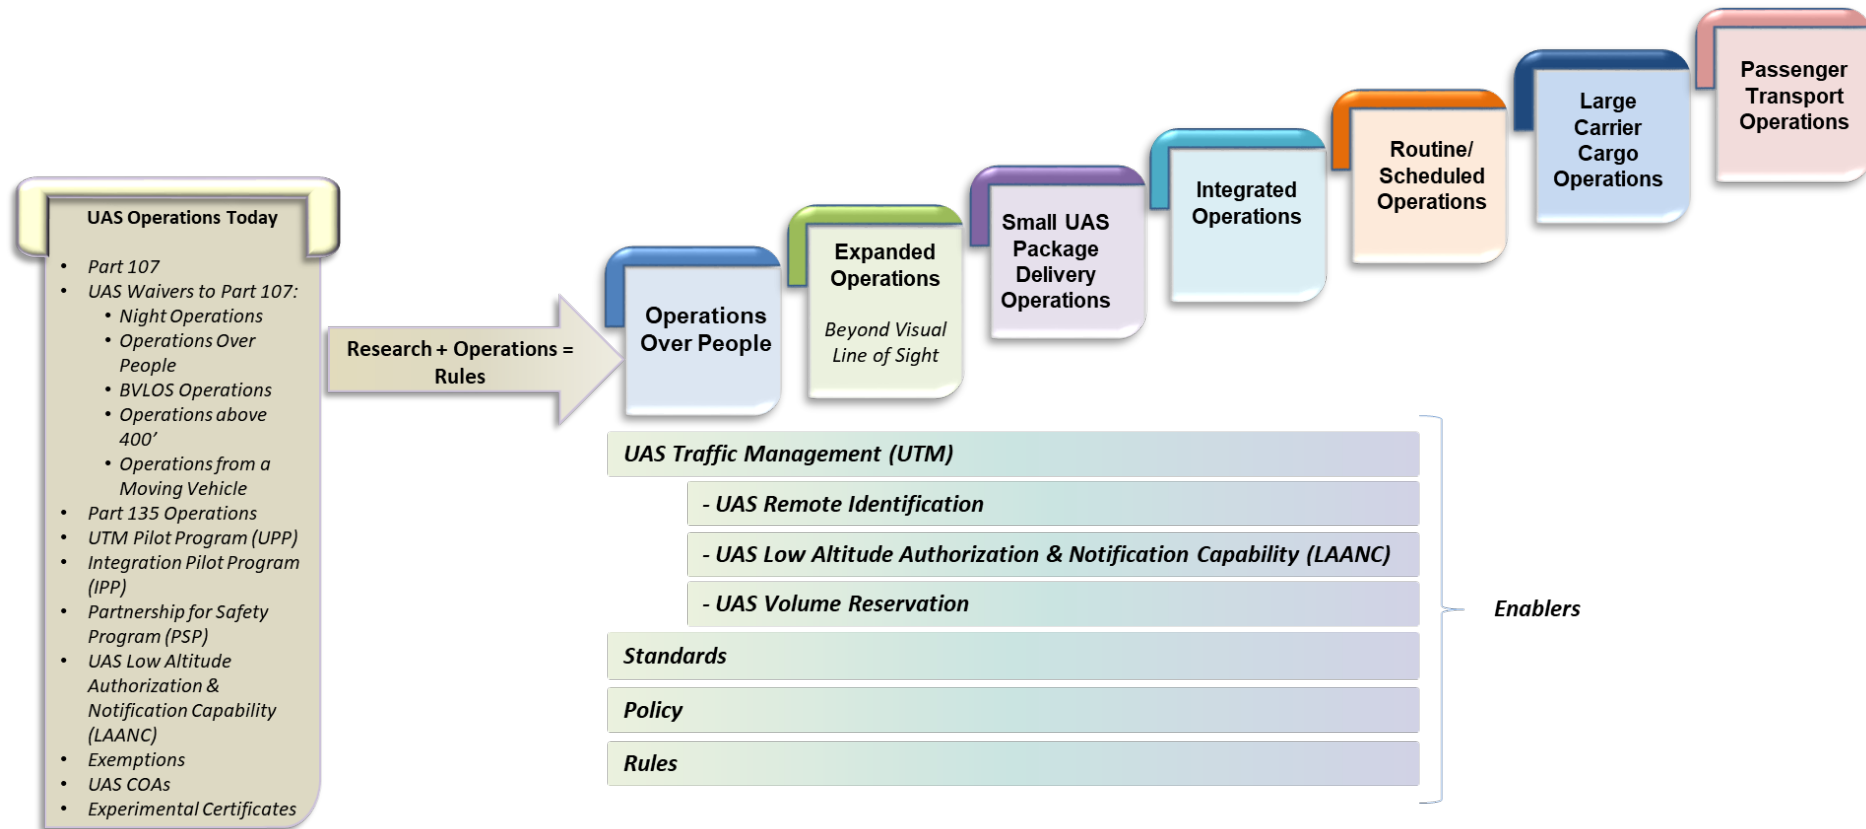 UAS Operations Today
• Part 107
• UAS Waivers to Part 107:
• Night Operations
• Operations Over
People
• BVLOS Operations
• Operations above
400’
• Operations from a
Moving Vehicle
• Part 135 Operations
• UTM Pilot Program (UPP)
• Integration Pilot Program
(IPP)
• Partnership for Safety
Program (PSP)
• UAS Low Altitude
Authorization &
Notification Capability
(LAANC)
• Exemptions
• UAS COAs
• Experimental Certificates
Research + Operations =
Rules
Operations
Over People
Expanded
Operations
Beyond Visual
Line of Sight
Small UAS
Package
Delivery
Operations
Integrated
Operations
Routine/
Scheduled
Operations
Large
Carrier
Cargo
Operations
Passenger
Transport
Operations
UAS Traffic Management (UTM)
- UAS Remote Identification
- UAS Low Altitude Authorization & Notification Capability (LAANC)
- UAS Volume Reservation
Standards
Policy
Rules
Enablers